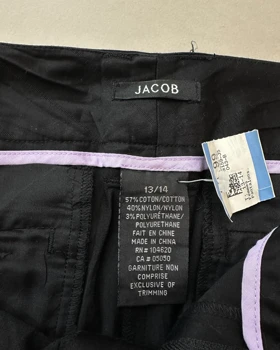 JACOB
13/14
57% COTTON/COTTON
40% NYLON/NYLON
3% POLYURÉTHANE/
POLYURETHANE
FAIT EN CHINE
MADE IN CHINA
RN# 104620
CA # 05050
GARNITURE NON
COMPRISE
EXCLUSIVE OF
TRIMMING